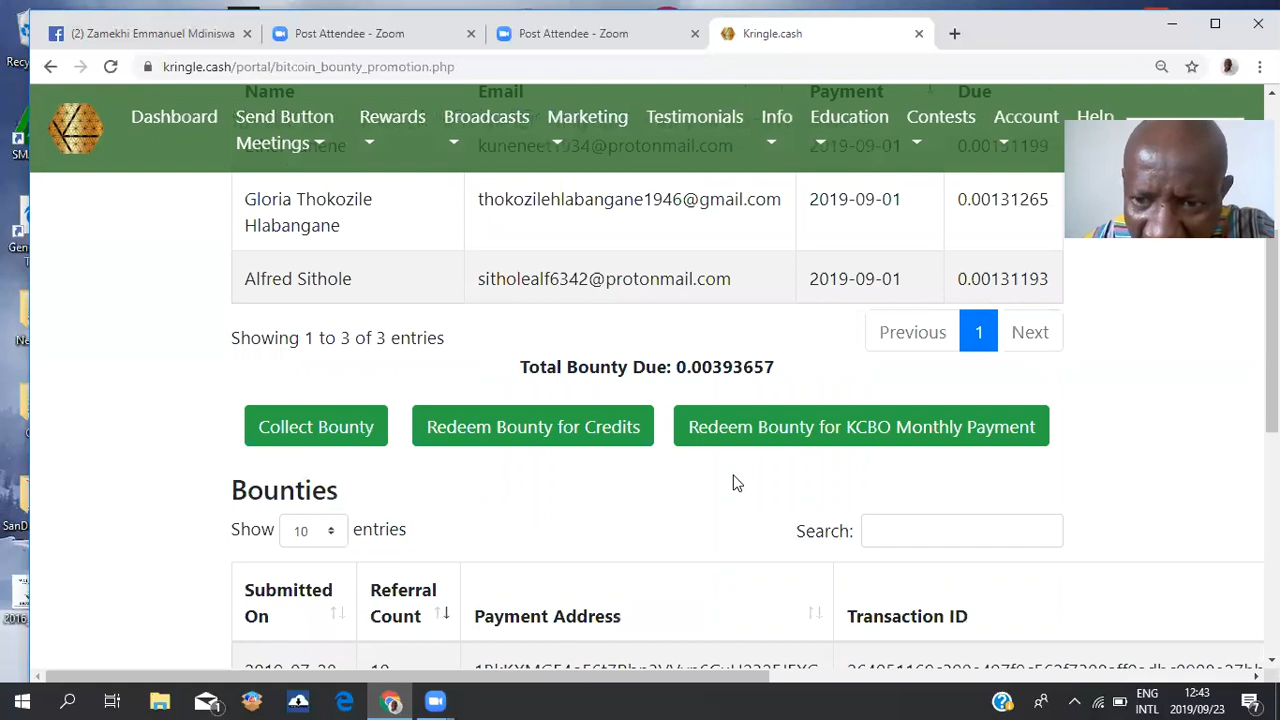 (2) Zamekhi Emmanuel Mdiniswa
Post Attendee - Zoom
Post Attendee - Zoom
Kringle.cash
kringle.cash/portal/bitcoin_bounty_promotion.php
Name Email Payment Due
Dashboard Send Button Meetings Rewards Broadcasts Marketing Testimonials Info Education Contests Account Help
2019-09-01 0.00131199
Gloria Thokozile Hlabangane thokozilehlabangane1946@gmail.com 2019-09-01 0.00131265
Alfred Sithole sitholealf6342@protonmail.com 2019-09-01 0.00131193
Showing 1 to 3 of 3 entries
Previous 1 Next
Total Bounty Due: 0.00393657
Collect Bounty Redeem Bounty for Credits Redeem Bounty for KCBO Monthly Payment
Bounties
Show 10 entries Search:
Submitted On Referral Count Payment Address Transaction ID
ENG 12:43
INTL 2019/09/23